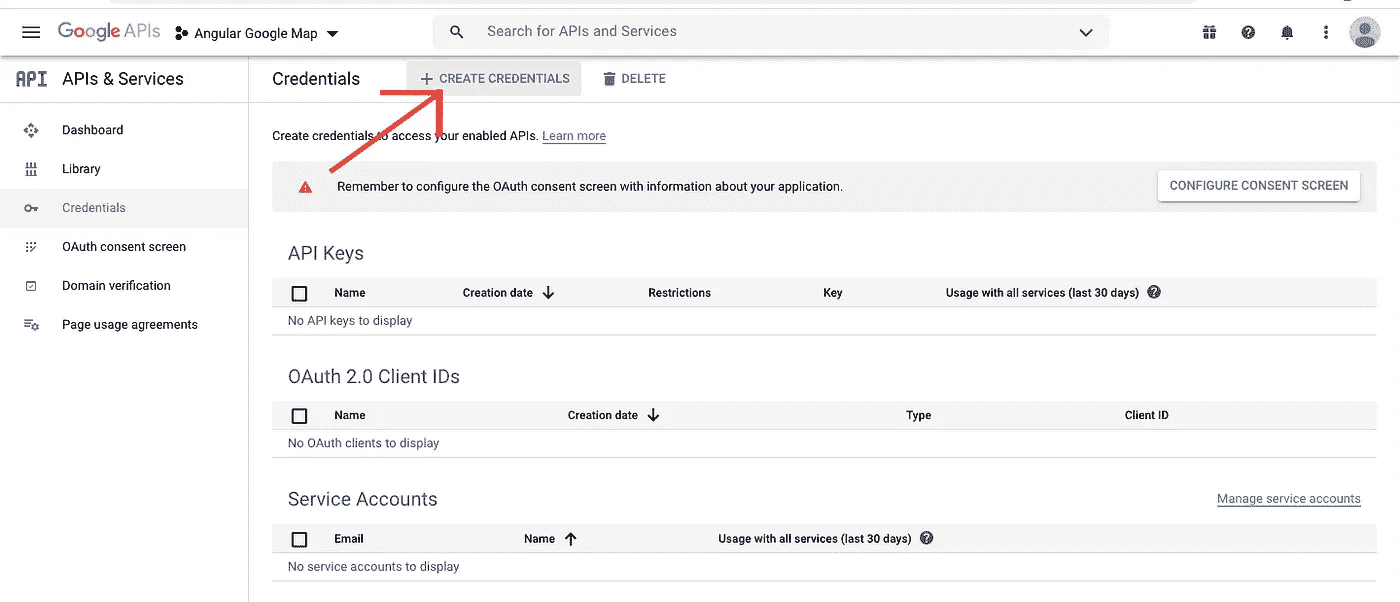 Google APIs
Angular Google Map
Search for APIs and Services
API APIs & Services
Credentials
CREATE CREDENTIALS
DELETE
Dashboard
Library
Credentials
OAuth consent screen
Domain verification
Page usage agreements
Create credentials to access your enabled APIs. Learn more
Remember to configure the OAuth consent screen with information about your application.
CONFIGURE CONSENT SCREEN
API Keys
Name Creation date Restrictions Key Usage with all services (last 30 days)
No API keys to display
OAuth 2.0 Client IDs
Name Creation date Type Client ID
No OAuth clients to display
Service Accounts
Manage service accounts
Email Name Usage with all services (last 30 days)
No service accounts to display